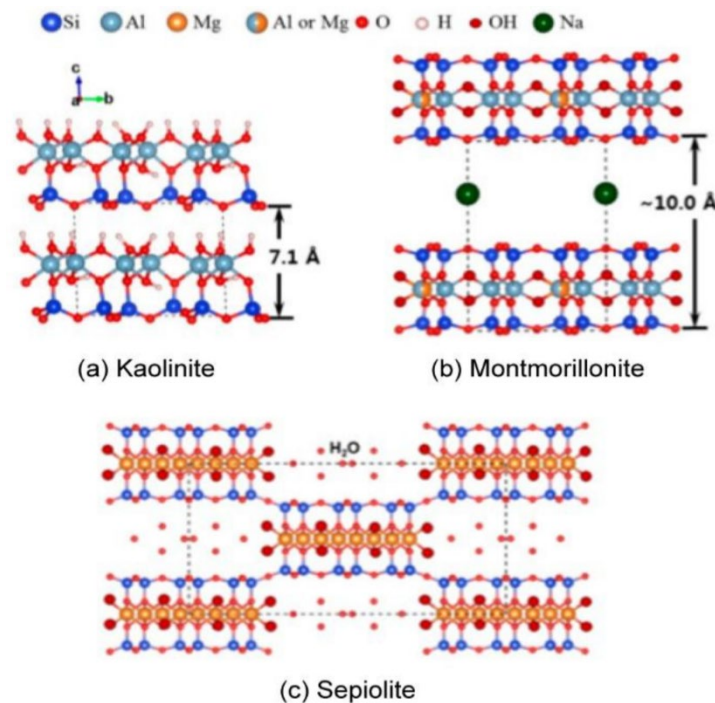 Si Al Mg Al or Mg O H OH Na
c
a b
7.1 Å
~10.0 Å
(a) Kaolinite
(b) Montmorillonite
H₂O
(c) Sepiolite